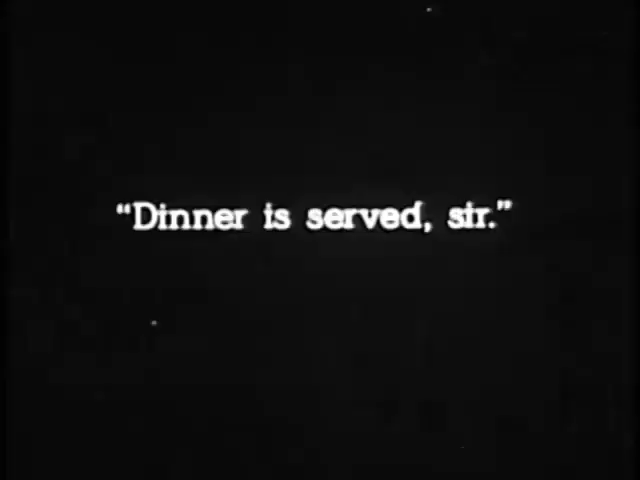 “Dinner is served, sir.”